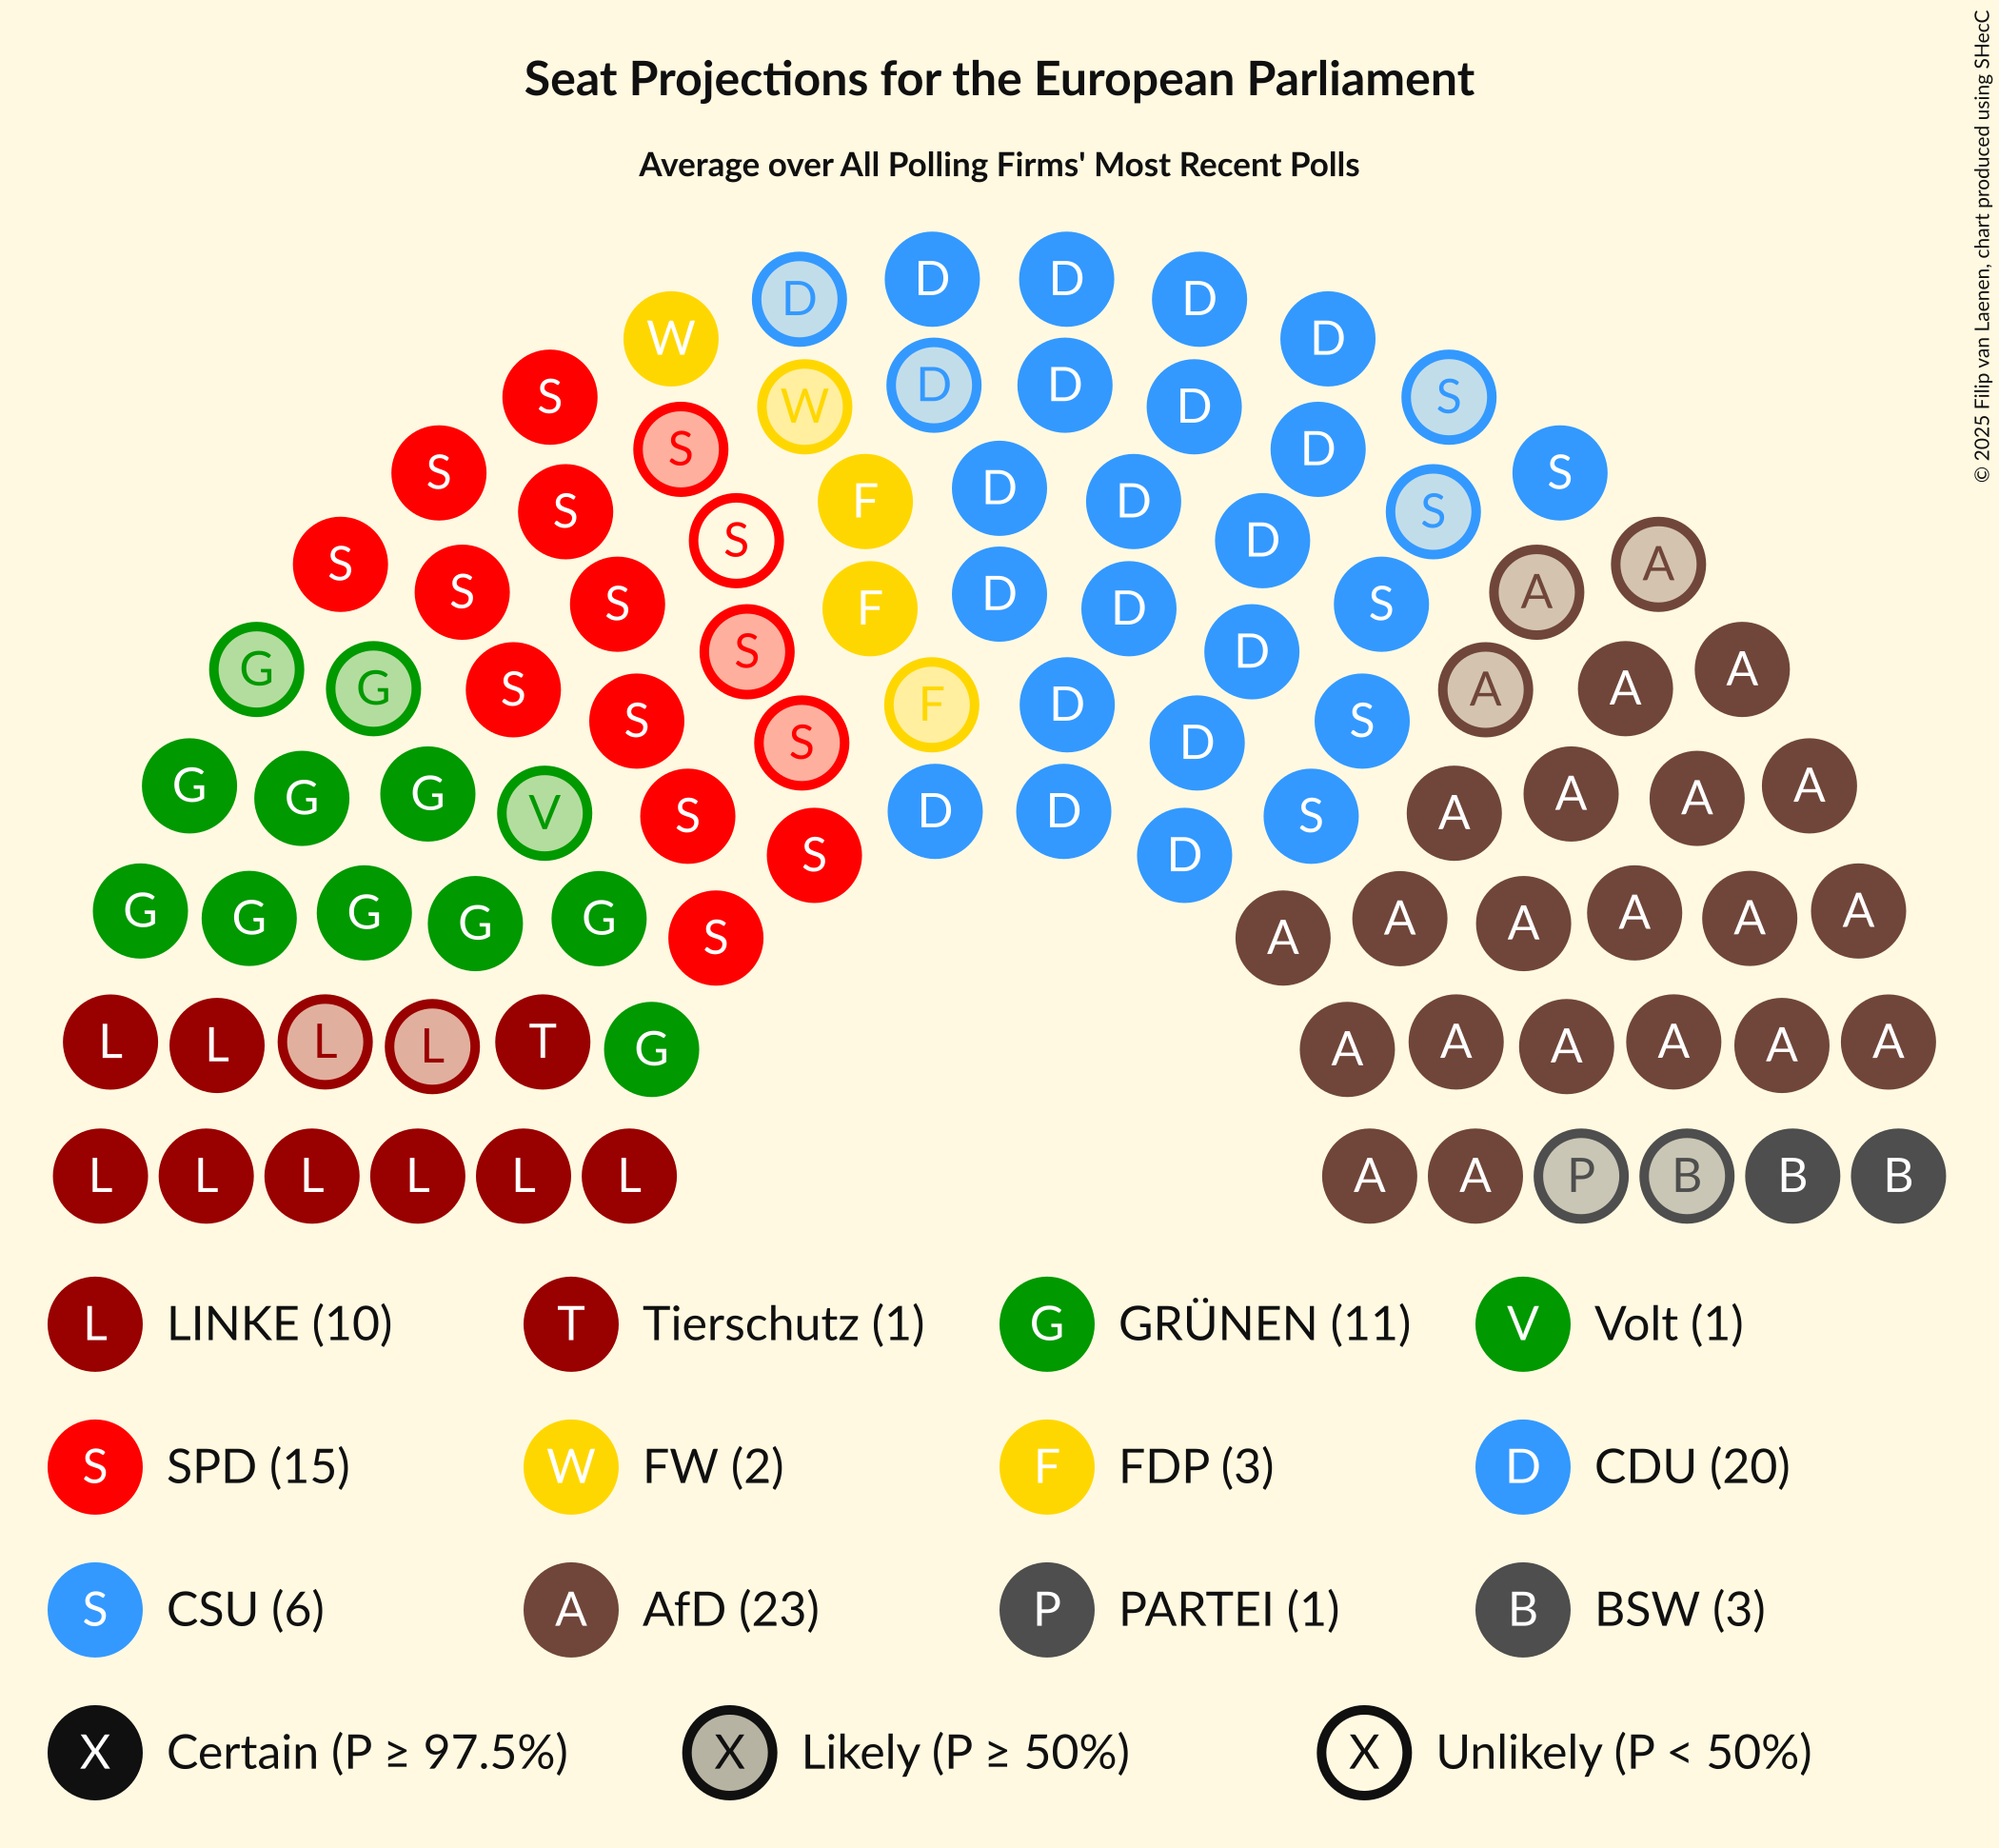 Seat Projections for the European Parliament
Average over All Polling Firms' Most Recent Polls
© 2025 Filip van Laenen, chart produced using SHecC
D D D D D
W D D D D S
S S W D D D S S
S S S F D D D S A A
S S S S F D D D S A A A
G G S S S F D D S A A A
G G G V S S D D D S A A A A
G G G G G S A A A A A A
L L L L T G A A A A A A
L L L L L L A A P B B B
L LINKE (10) T Tierschutz (1) G GRÜNEN (11) V Volt (1)
S SPD (15) W FW (2) F FDP (3) D CDU (20)
S CSU (6) A AfD (23) P PARTEI (1) B BSW (3)
X Certain (P ≥ 97.5%) X Likely (P ≥ 50%) X Unlikely (P < 50%)